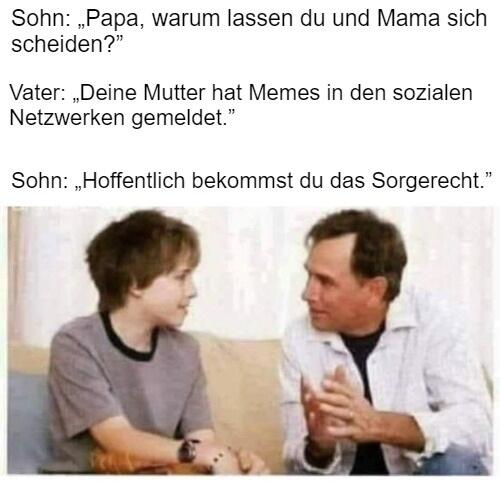 Sohn: „Papa, warum lassen du und Mama sich
scheiden?”
Vater: „Deine Mutter hat Memes in den sozialen
Netzwerken gemeldet.”
Sohn: „Hoffentlich bekommst du das Sorgerecht.”